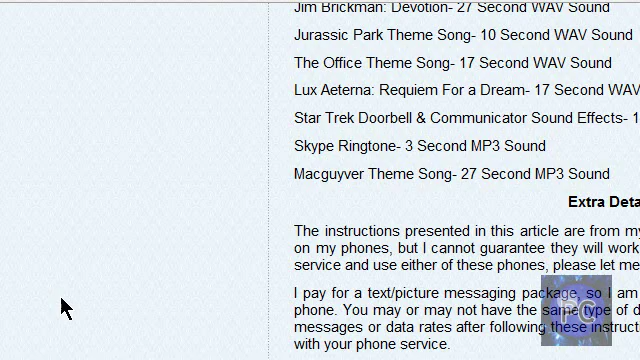 Jim Brickman: Devotion- 27 Second WAV Sound
Jurassic Park Theme Song- 10 Second WAV Sound
The Office Theme Song- 17 Second WAV Sound
Lux Aeterna: Requiem For a Dream- 17 Second WAV
Star Trek Doorbell & Communicator Sound Effects- 1
Skype Ringtone- 3 Second MP3 Sound
Macguyver Theme Song- 27 Second MP3 Sound
Extra Deta
The instructions presented in this article are from my
on my phones, but I cannot guarantee they will work
service and use either of these phones, please let me
I pay for a text/picture messaging package, so I am
phone. You may or may not have the same type of d
messages or data rates after following these instruct
with your phone service.
PC